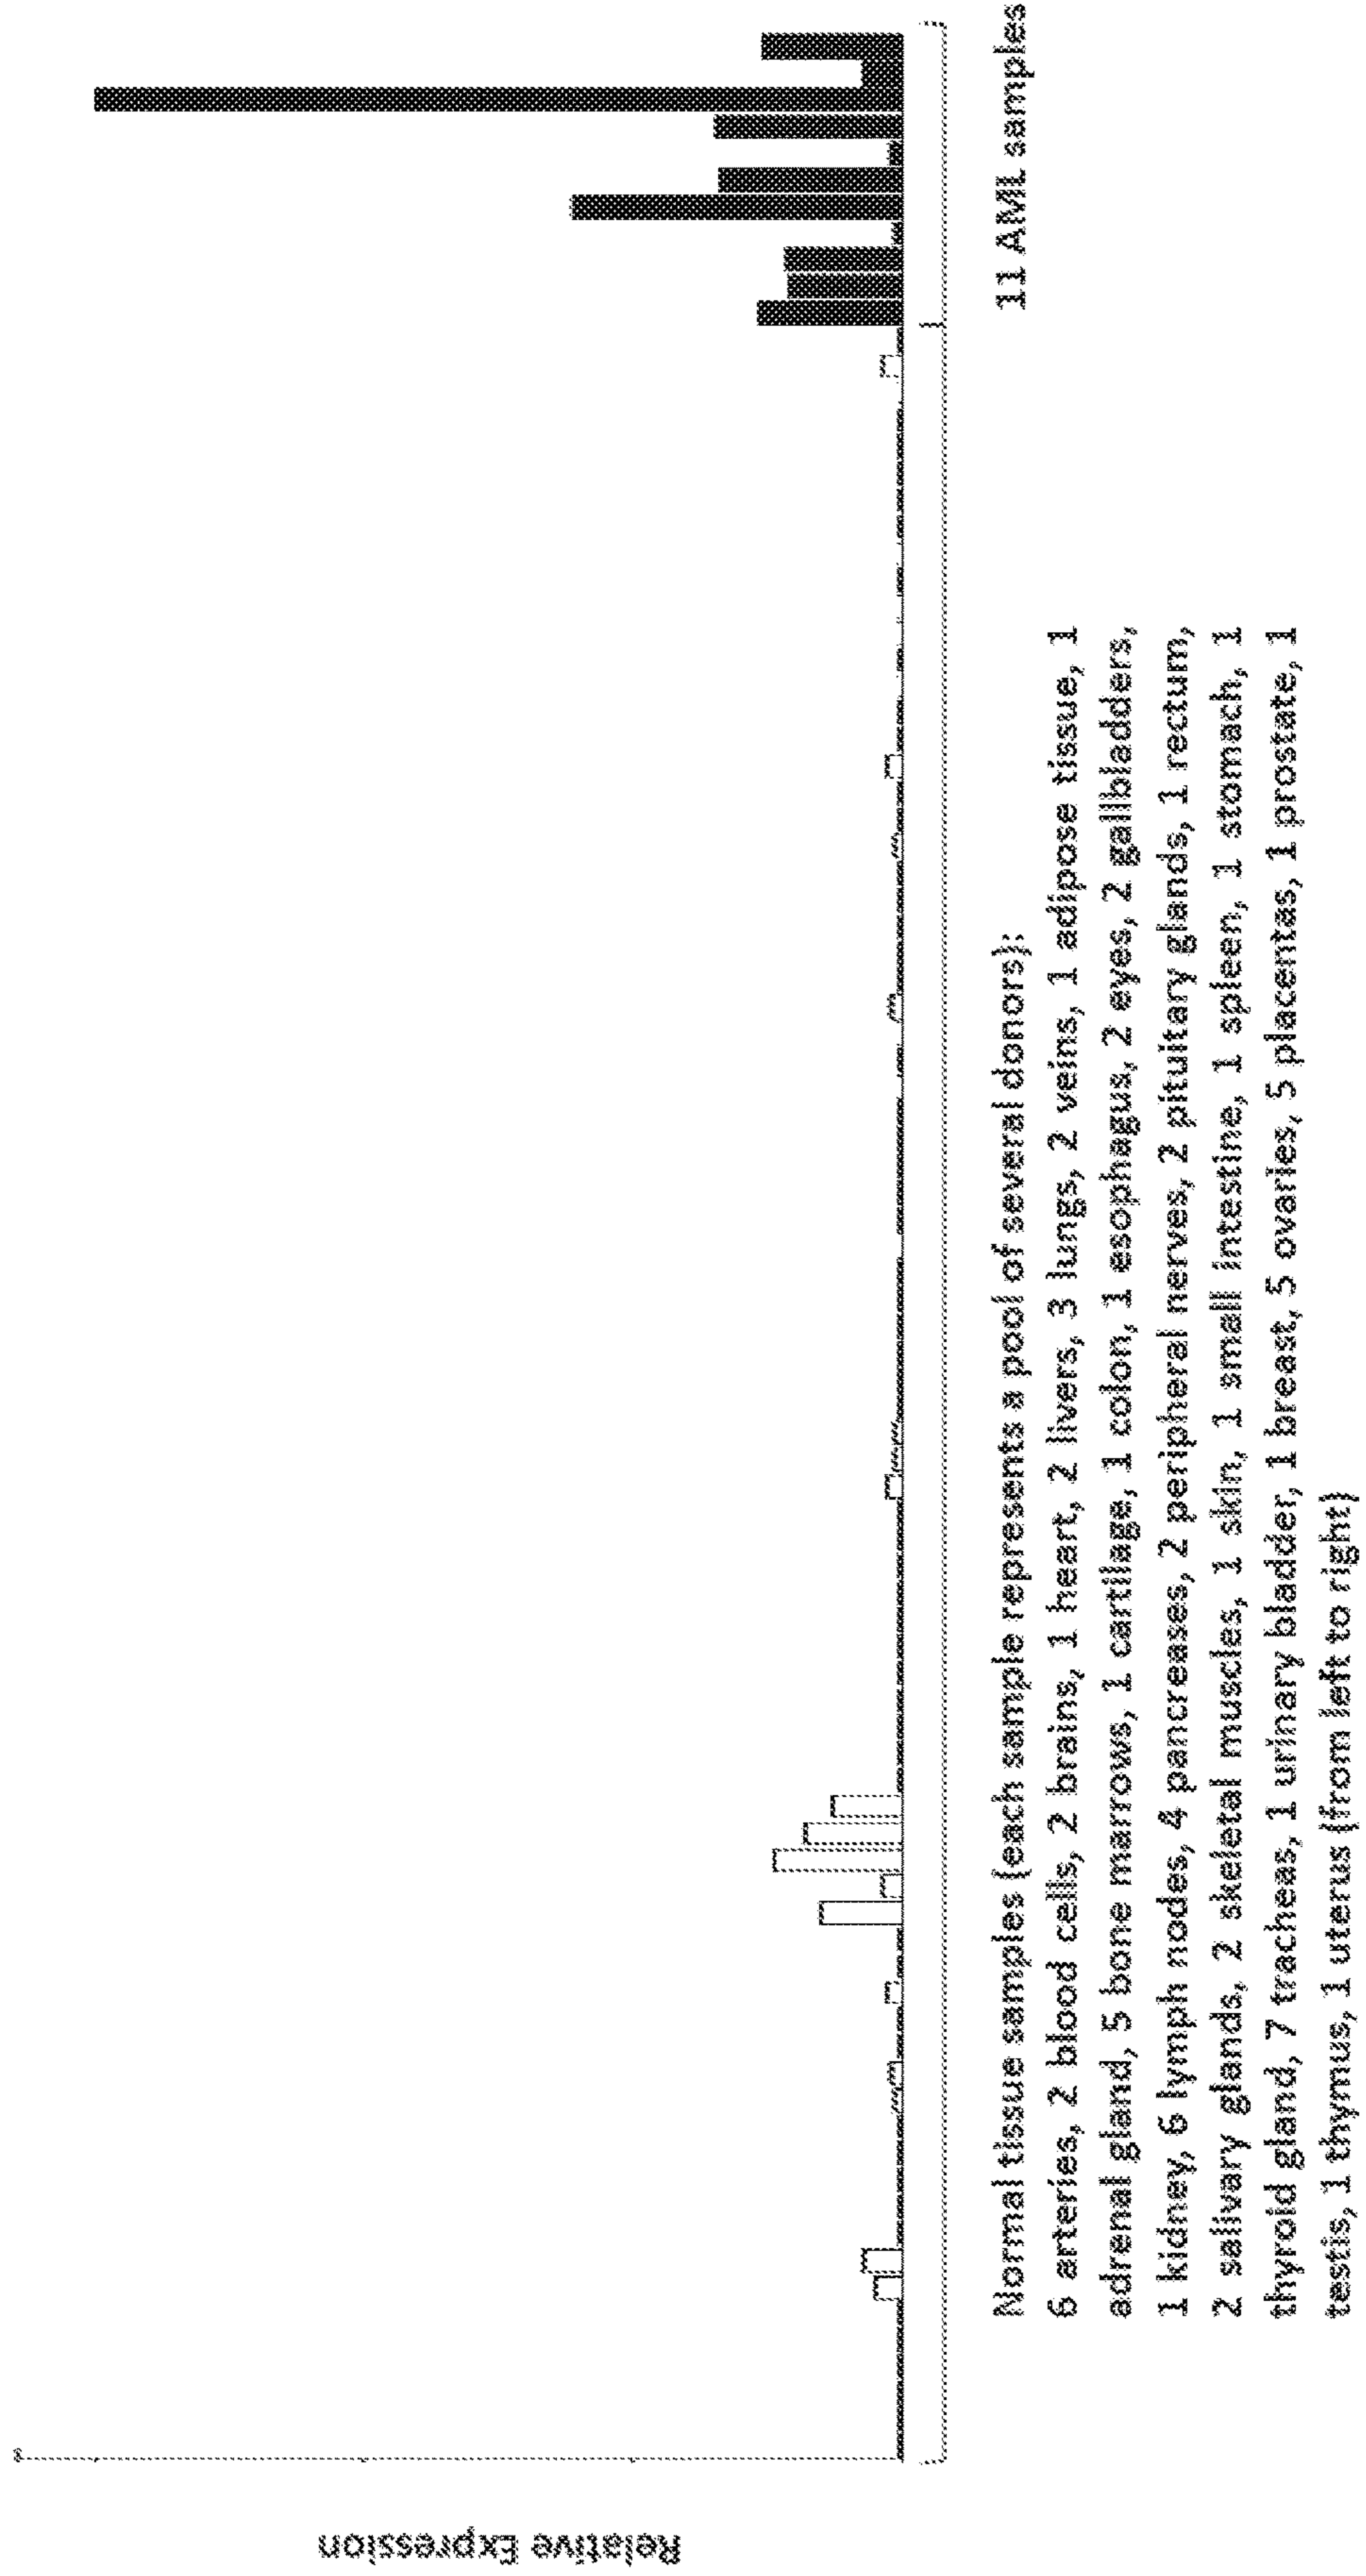 Relative Expression
11 AML samples
Normal tissue samples (each sample represents a pool of several donors):
6 arteries, 2 blood cells, 2 brains, 1 heart, 2 livers, 3 lungs, 2 veins, 1 adipose tissue, 1
adrenal gland, 5 bone marrows, 1 cartilage, 1 colon, 1 esophagus, 2 eyes, 2 gallbladders,
1 kidney, 6 lymph nodes, 4 pancreases, 2 peripheral nerves, 2 pituitary glands, 1 rectum,
2 salivary glands, 2 skeletal muscles, 1 skin, 1 small intestine, 1 spleen, 1 stomach, 1
thyroid gland, 7 tracheas, 1 urinary bladder, 1 breast, 5 ovaries, 5 placentas, 1 prostate, 1
testis, 1 thymus, 1 uterus (from left to right)